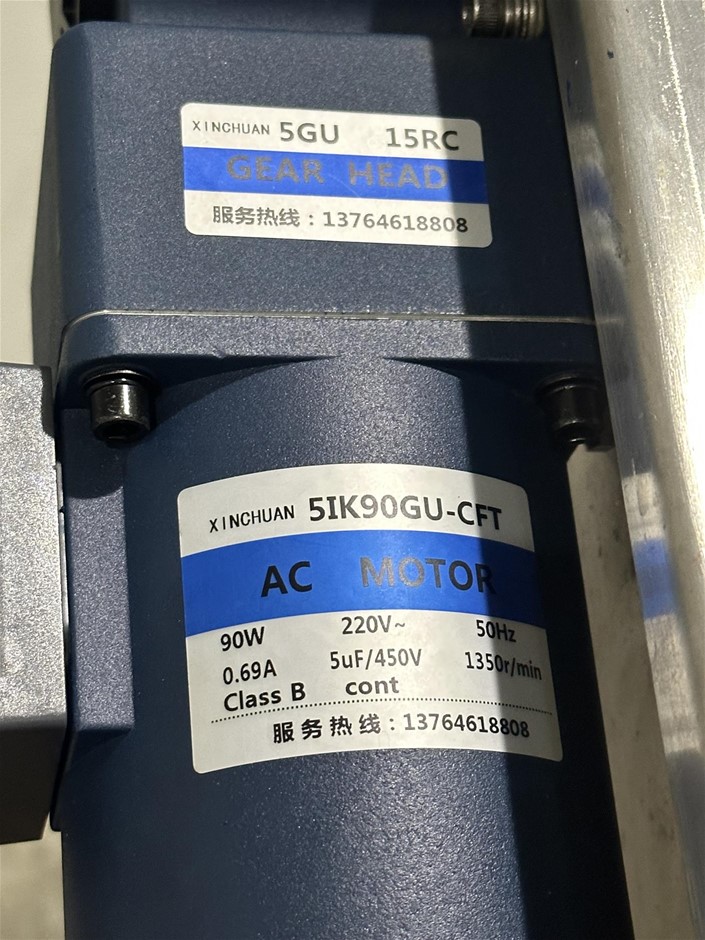 XINCHUAN 5GU 15RC
GEAR HEAD
服务热线：13764618808
XINCHUAN 5IK90GU-CFT
AC MOTOR
90W 220V~ 50Hz
0.69A 5uF/450V 1350r/min
Class B cont
服务热线：13764618808